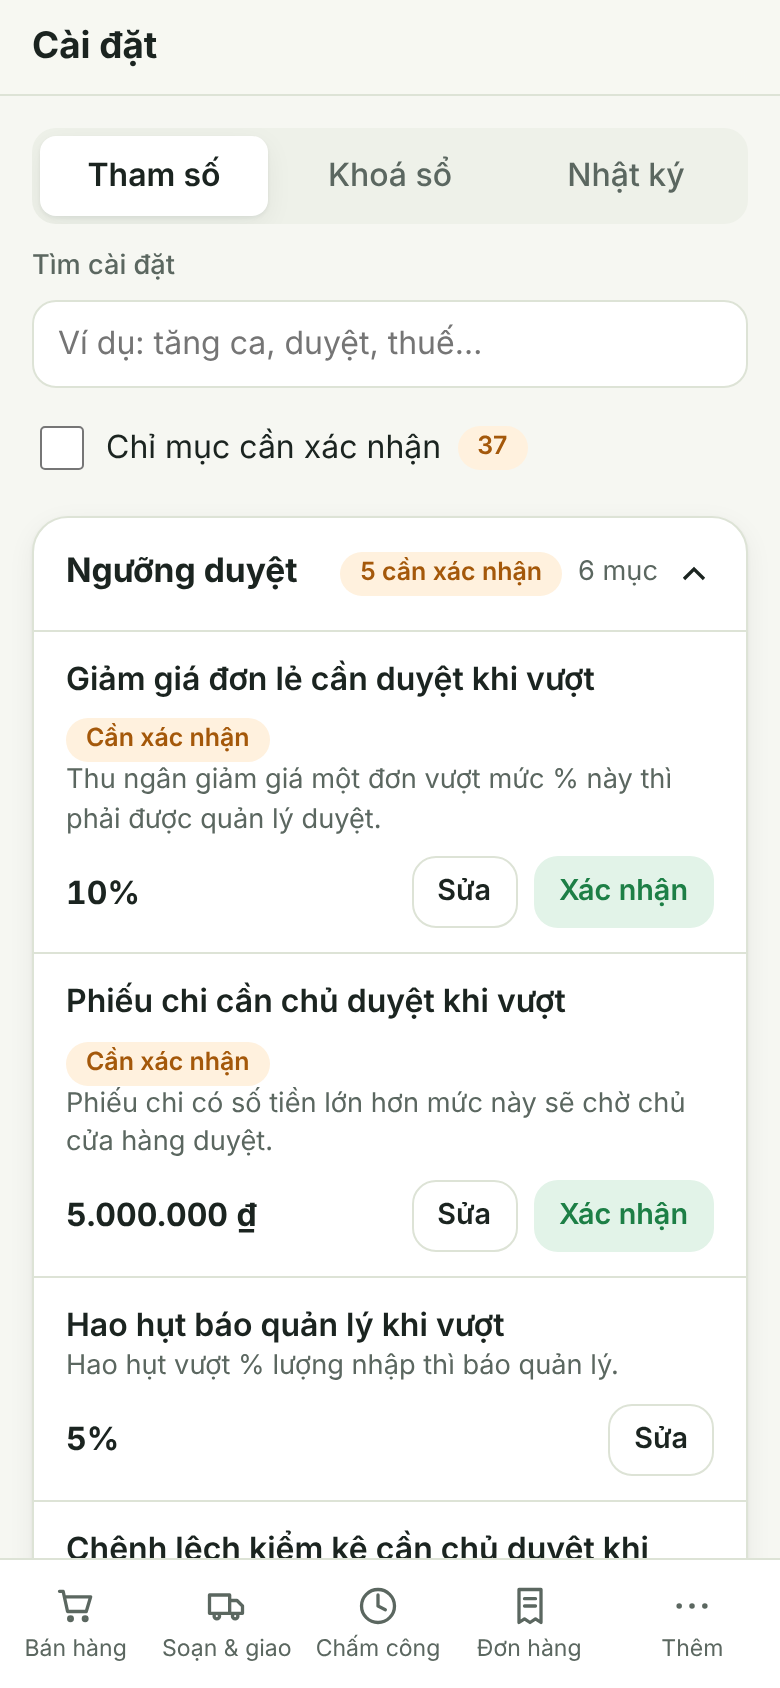 Cài đặt
Tham số
Khoá sổ
Nhật ký
Tìm cài đặt
Ví dụ: tăng ca, duyệt, thuế...
Chỉ mục cần xác nhận 37
Ngưỡng duyệt 5 cần xác nhận 6 mục
Giảm giá đơn lẻ cần duyệt khi vượt
Cần xác nhận
Thu ngân giảm giá một đơn vượt mức % này thì
phải được quản lý duyệt.
10% Sửa Xác nhận
Phiếu chi cần chủ duyệt khi vượt
Cần xác nhận
Phiếu chi có số tiền lớn hơn mức này sẽ chờ chủ
cửa hàng duyệt.
5.000.000 ₫ Sửa Xác nhận
Hao hụt báo quản lý khi vượt
Hao hụt vượt % lượng nhập thì báo quản lý.
5% Sửa
Chênh lệch kiểm kê cần chủ duyệt khi
Bán hàng
Soạn & giao
Chấm công
Đơn hàng
Thêm